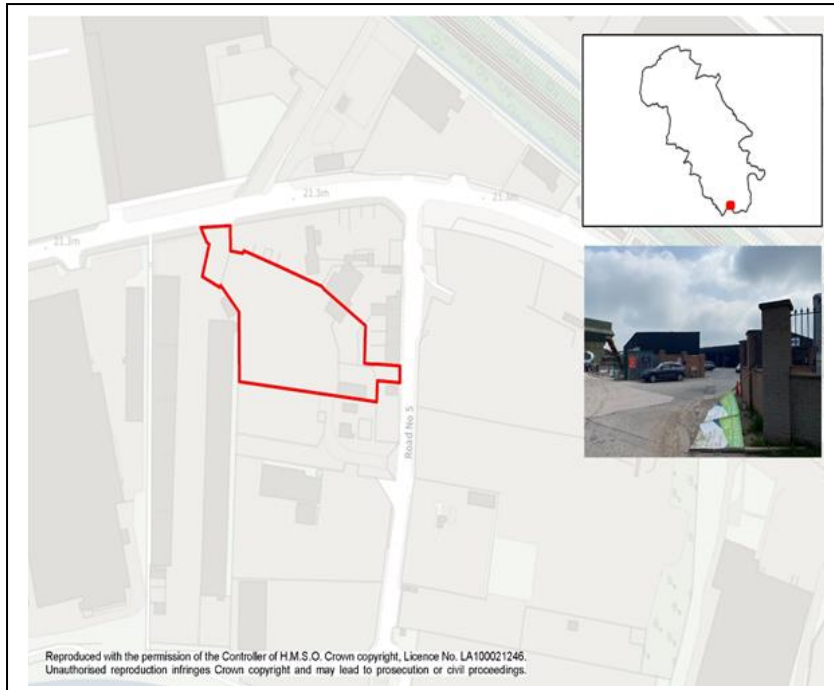 21.3m
21.3m
21.3m
Road No 5
Reproduced with the permission of the Controller of H.M.S.O. Crown copyright, Licence No. LA100021246.
Unauthorised reproduction infringes Crown copyright and may lead to prosecution or civil proceedings.